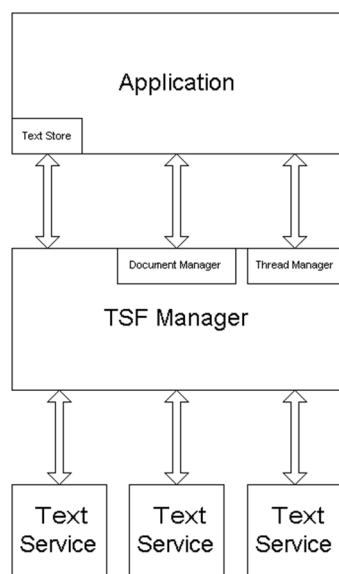 Application
Text Store
Document Manager
Thread Manager
TSF Manager
Text
Service
Text
Service
Text
Service